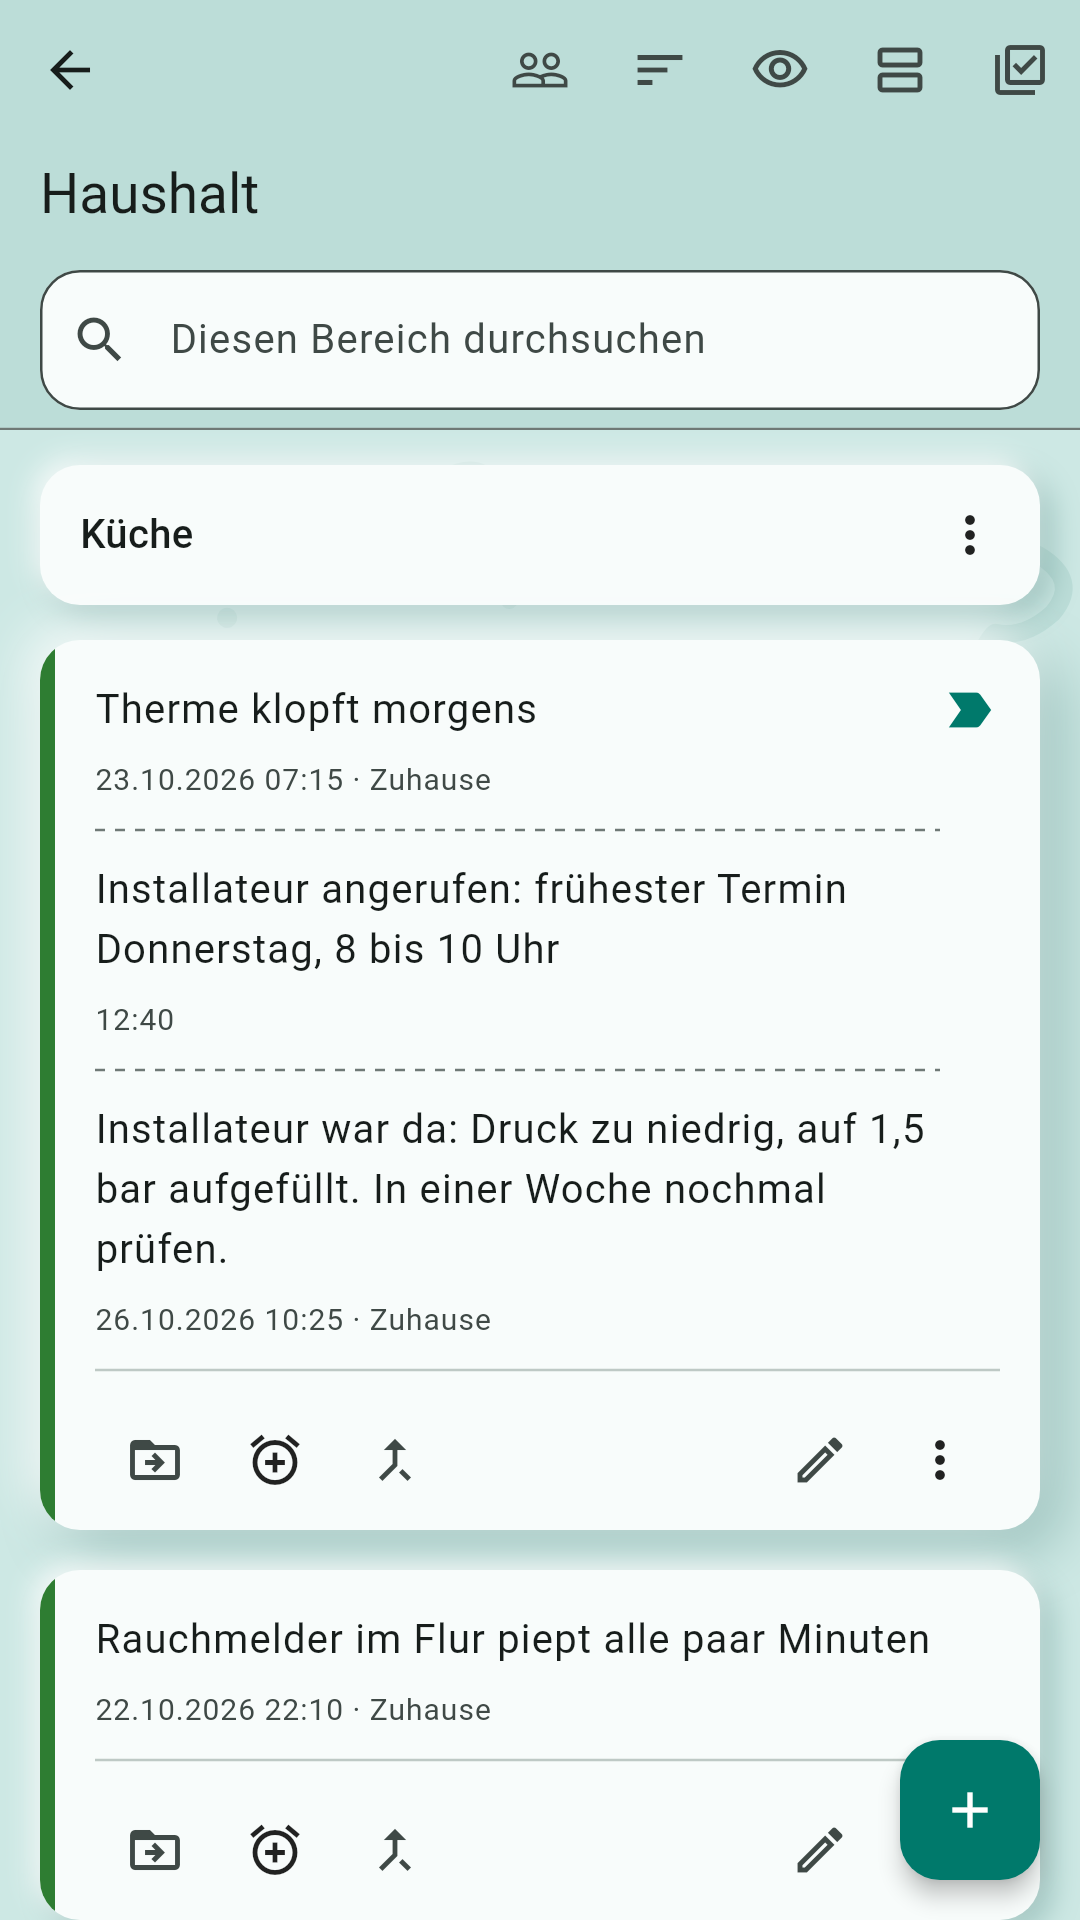 Haushalt
Diesen Bereich durchsuchen
Küche
Therme klopft morgens
23.10.2026 07:15 · Zuhause
Installateur angerufen: frühester Termin
Donnerstag, 8 bis 10 Uhr
12:40
Installateur war da: Druck zu niedrig, auf 1,5
bar aufgefüllt. In einer Woche nochmal
prüfen.
26.10.2026 10:25 · Zuhause
Rauchmelder im Flur piept alle paar Minuten
22.10.2026 22:10 · Zuhause